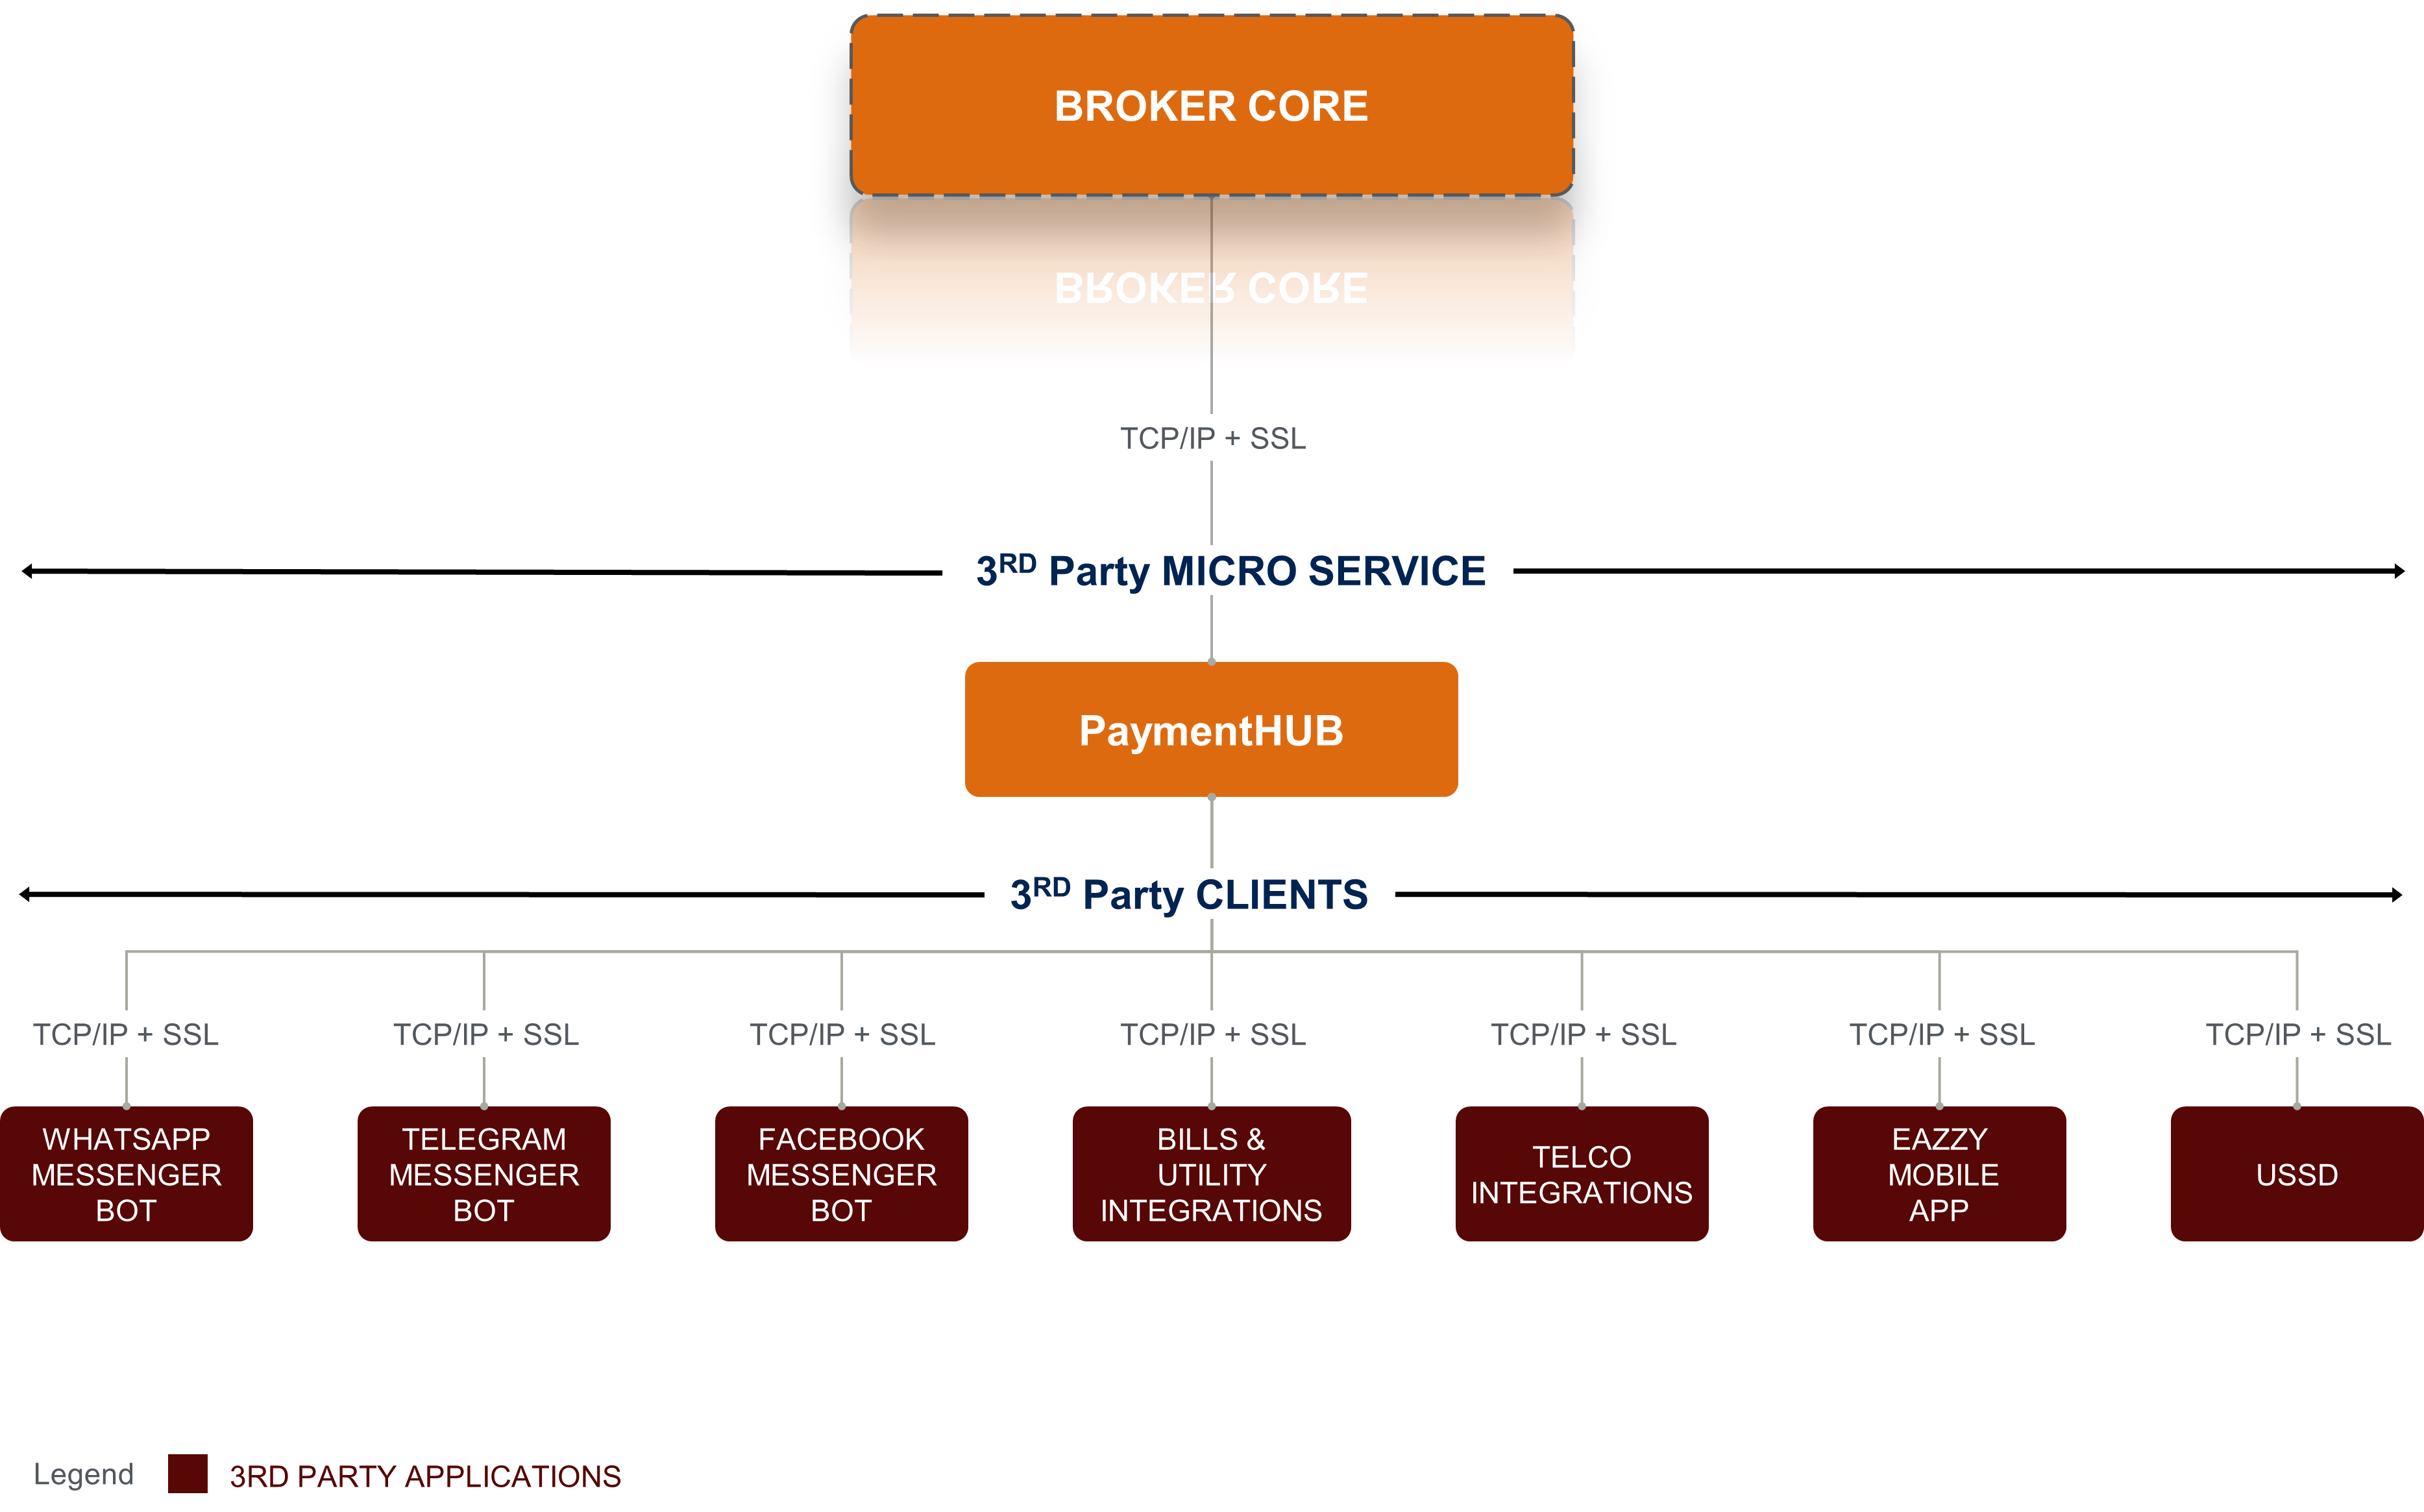 BROKER CORE
BROKER CORE
TCP/IP + SSL
3RD Party MICRO SERVICE
PaymentHUB
3RD Party CLIENTS
TCP/IP + SSL
TCP/IP + SSL
TCP/IP + SSL
TCP/IP + SSL
TCP/IP + SSL
TCP/IP + SSL
TCP/IP + SSL
WHATSAPP
MESSENGER
BOT
TELEGRAM
MESSENGER
BOT
FACEBOOK
MESSENGER
BOT
BILLS &
UTILITY
INTEGRATIONS
TELCO
INTEGRATIONS
EAZZY
MOBILE
APP
USSD
Legend
3RD PARTY APPLICATIONS